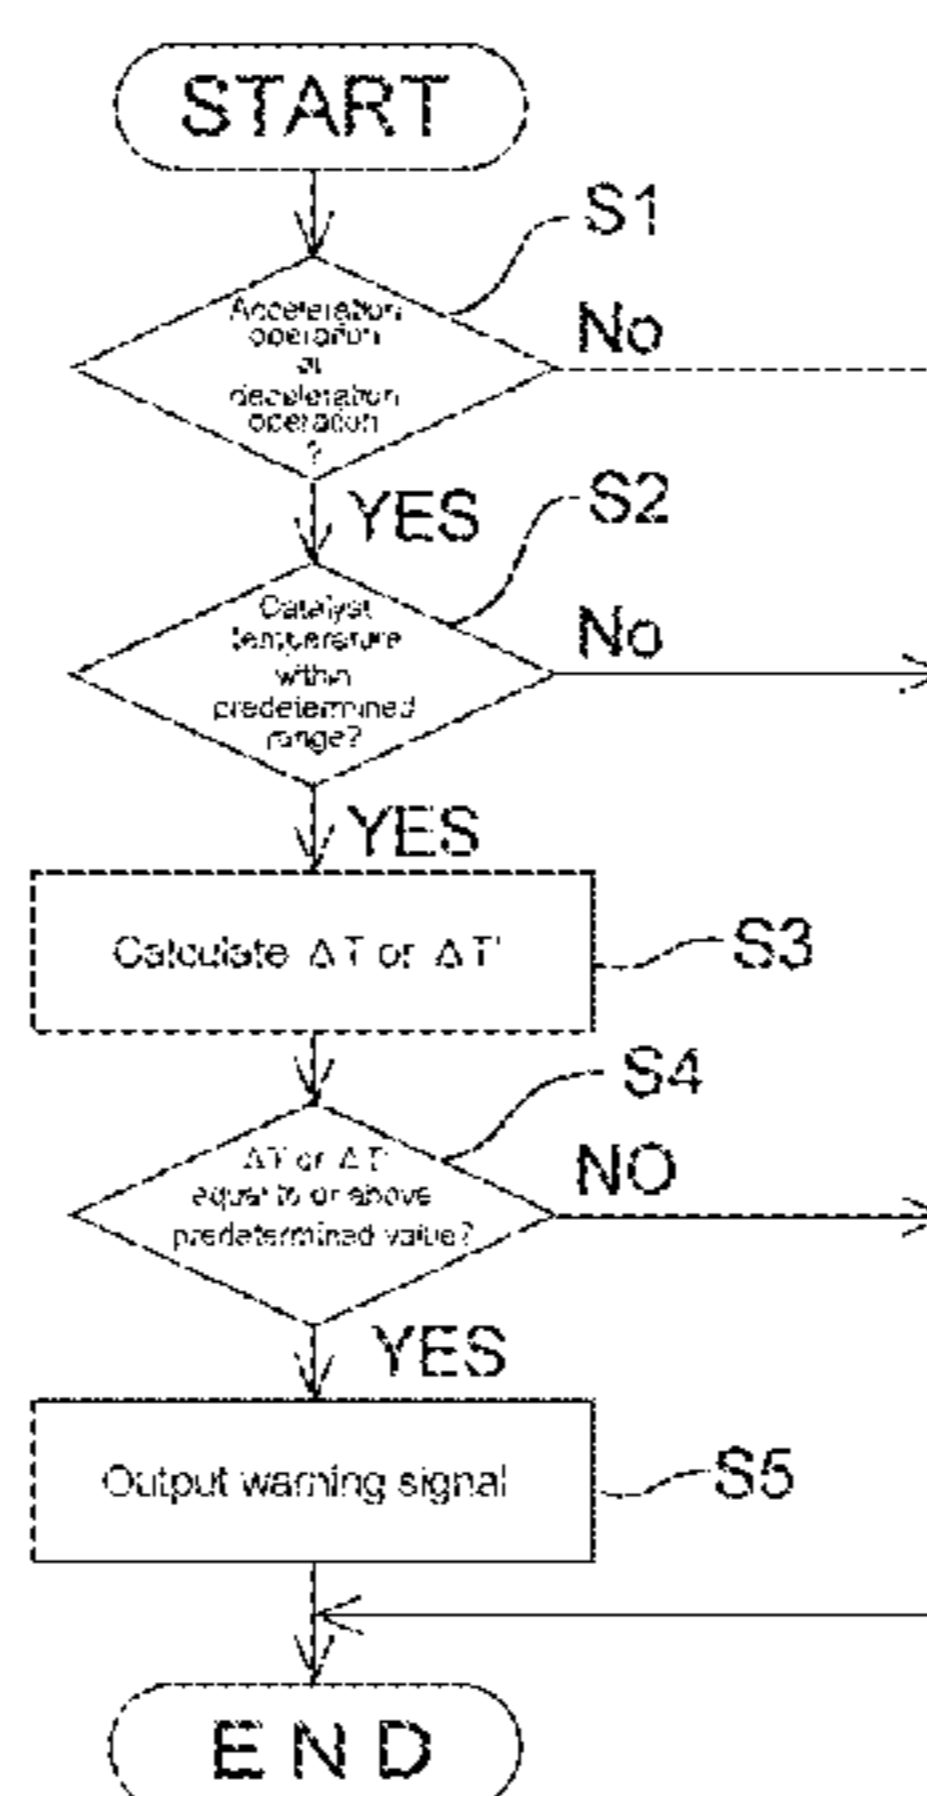 START
S1
Acceleration
operation
or
deceleration
operation
?
No
YES
S2
Catalyst
temperature
within
predetermined
range?
No
YES
Calculate ΔT or ΔT'
S3
S4
ΔT or ΔT'
equal to or above
predetermined value?
NO
YES
Output warning signal
S5
END